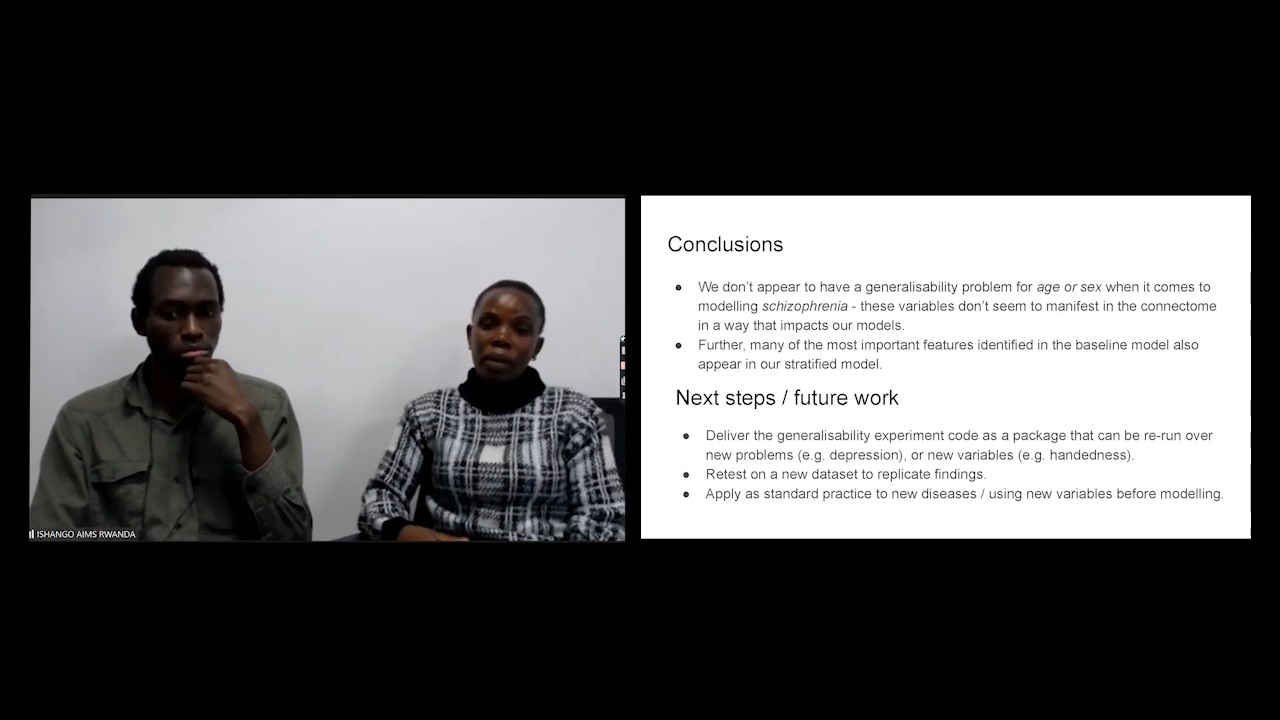 ISHANGO AIMS RWANDA
Conclusions
● We don't appear to have a generalisability problem for age or sex when it comes to
modelling schizophrenia - these variables don't seem to manifest in the connectome
in a way that impacts our models.
● Further, many of the most important features identified in the baseline model also
appear in our stratified model.
Next steps / future work
● Deliver the generalisability experiment code as a package that can be re-run over
new problems (e.g. depression), or new variables (e.g. handedness).
● Retest on a new dataset to replicate findings.
● Apply as standard practice to new diseases / using new variables before modelling.